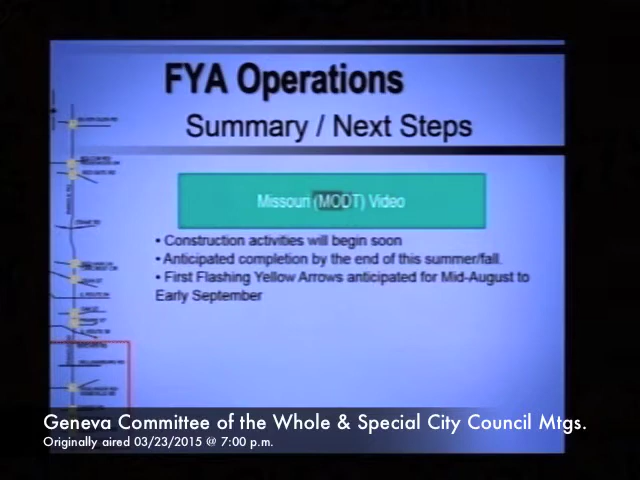 FYA Operations
Summary / Next Steps
Missouri (MODT) Video
• Construction activities will begin soon
• Anticipated completion by the end of this summer/fall.
• First Flashing Yellow Arrows anticipated for Mid-August to
Early September
Geneva Committee of the Whole & Special City Council Mtgs.
Originally aired 03/23/2015 @ 7:00 p.m.